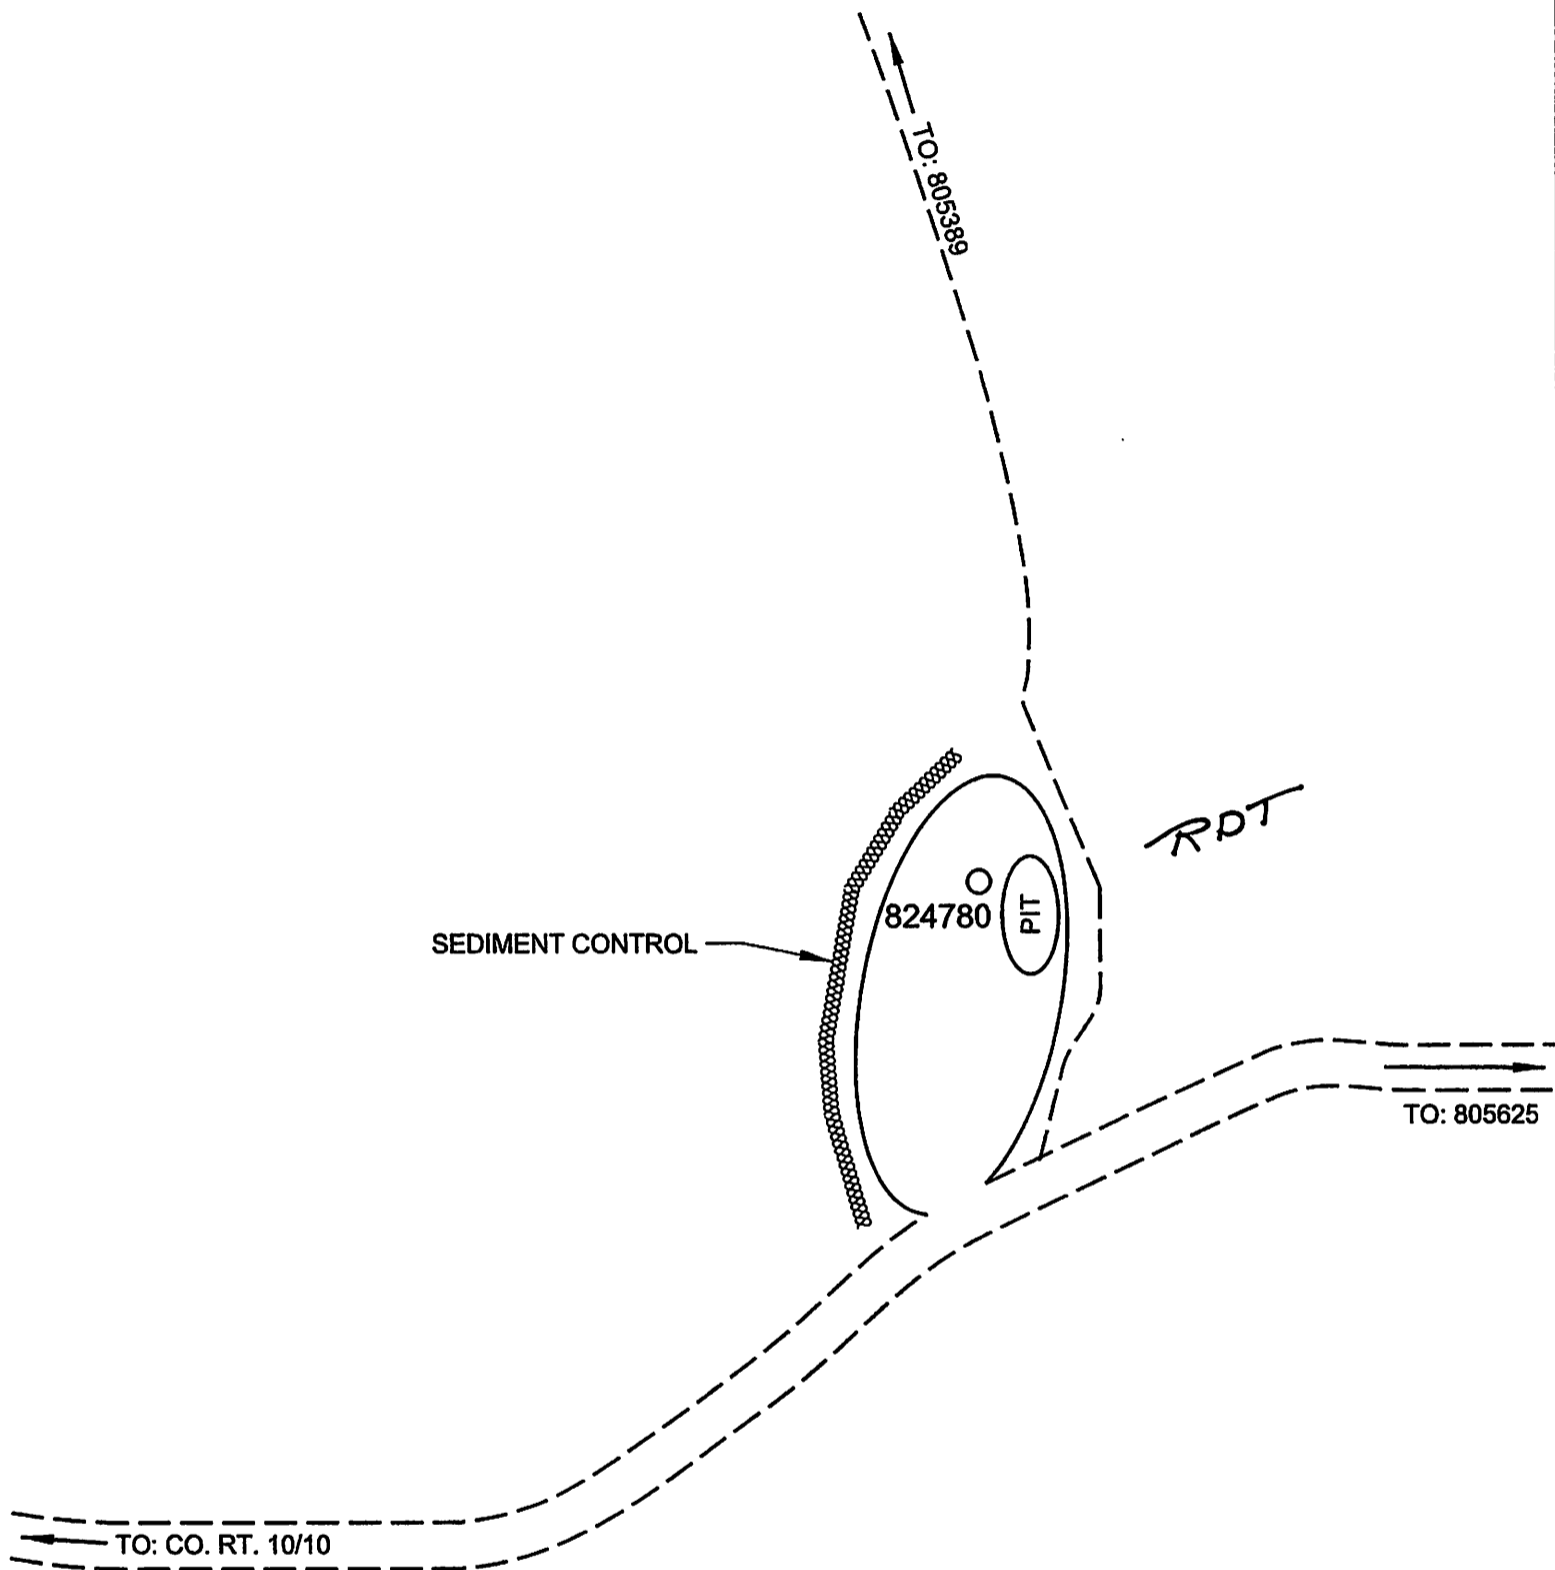 TO: 805389
RDT
824780
PIT
SEDIMENT CONTROL
TO: 805625
TO: CO. RT. 10/10